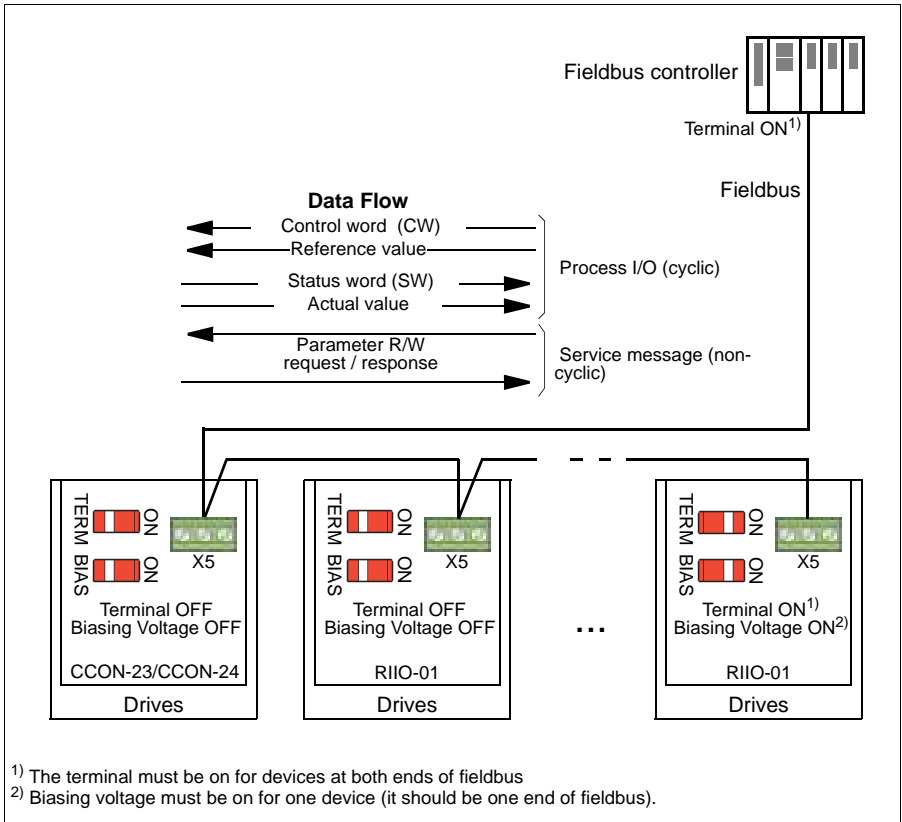 Fieldbus controller
Terminal ON1)
Fieldbus
Data Flow
Control word (CW)
Reference value
Status word (SW)
Actual value
Process I/O (cyclic)
Parameter R/W
request / response
Service message (non-
cyclic)
TERM
ON
BIAS
ON
X5
Terminal OFF
Biasing Voltage OFF
CCON-23/CCON-24
Drives
TERM
ON
BIAS
ON
X5
Terminal OFF
Biasing Voltage OFF
RIIO-01
Drives
...
TERM
ON
BIAS
ON
X5
Terminal ON1)
Biasing Voltage ON2)
RIIO-01
Drives
1) The terminal must be on for devices at both ends of fieldbus
2) Biasing voltage must be on for one device (it should be one end of fieldbus).